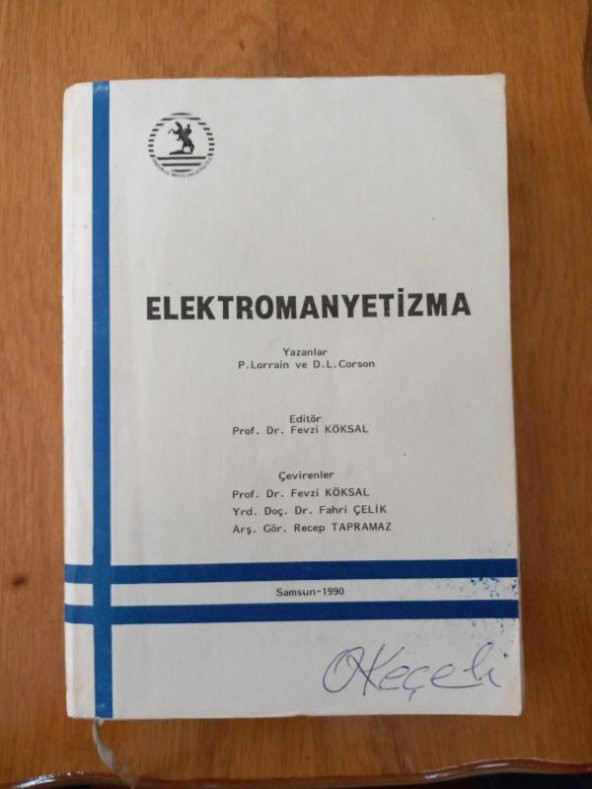 ELEKTROMANYETİZMA
Yazanlar
P.Lorrain ve D.L.Corson
Editör
Prof. Dr. Fevzi KÖKSAL
Çevirenler
Prof. Dr. Fevzi KÖKSAL
Yrd. Doç. Dr. Fahri ÇELİK
Arş. Gör. Recep TAPRAMAZ
Samsun-1990
OKeçeli